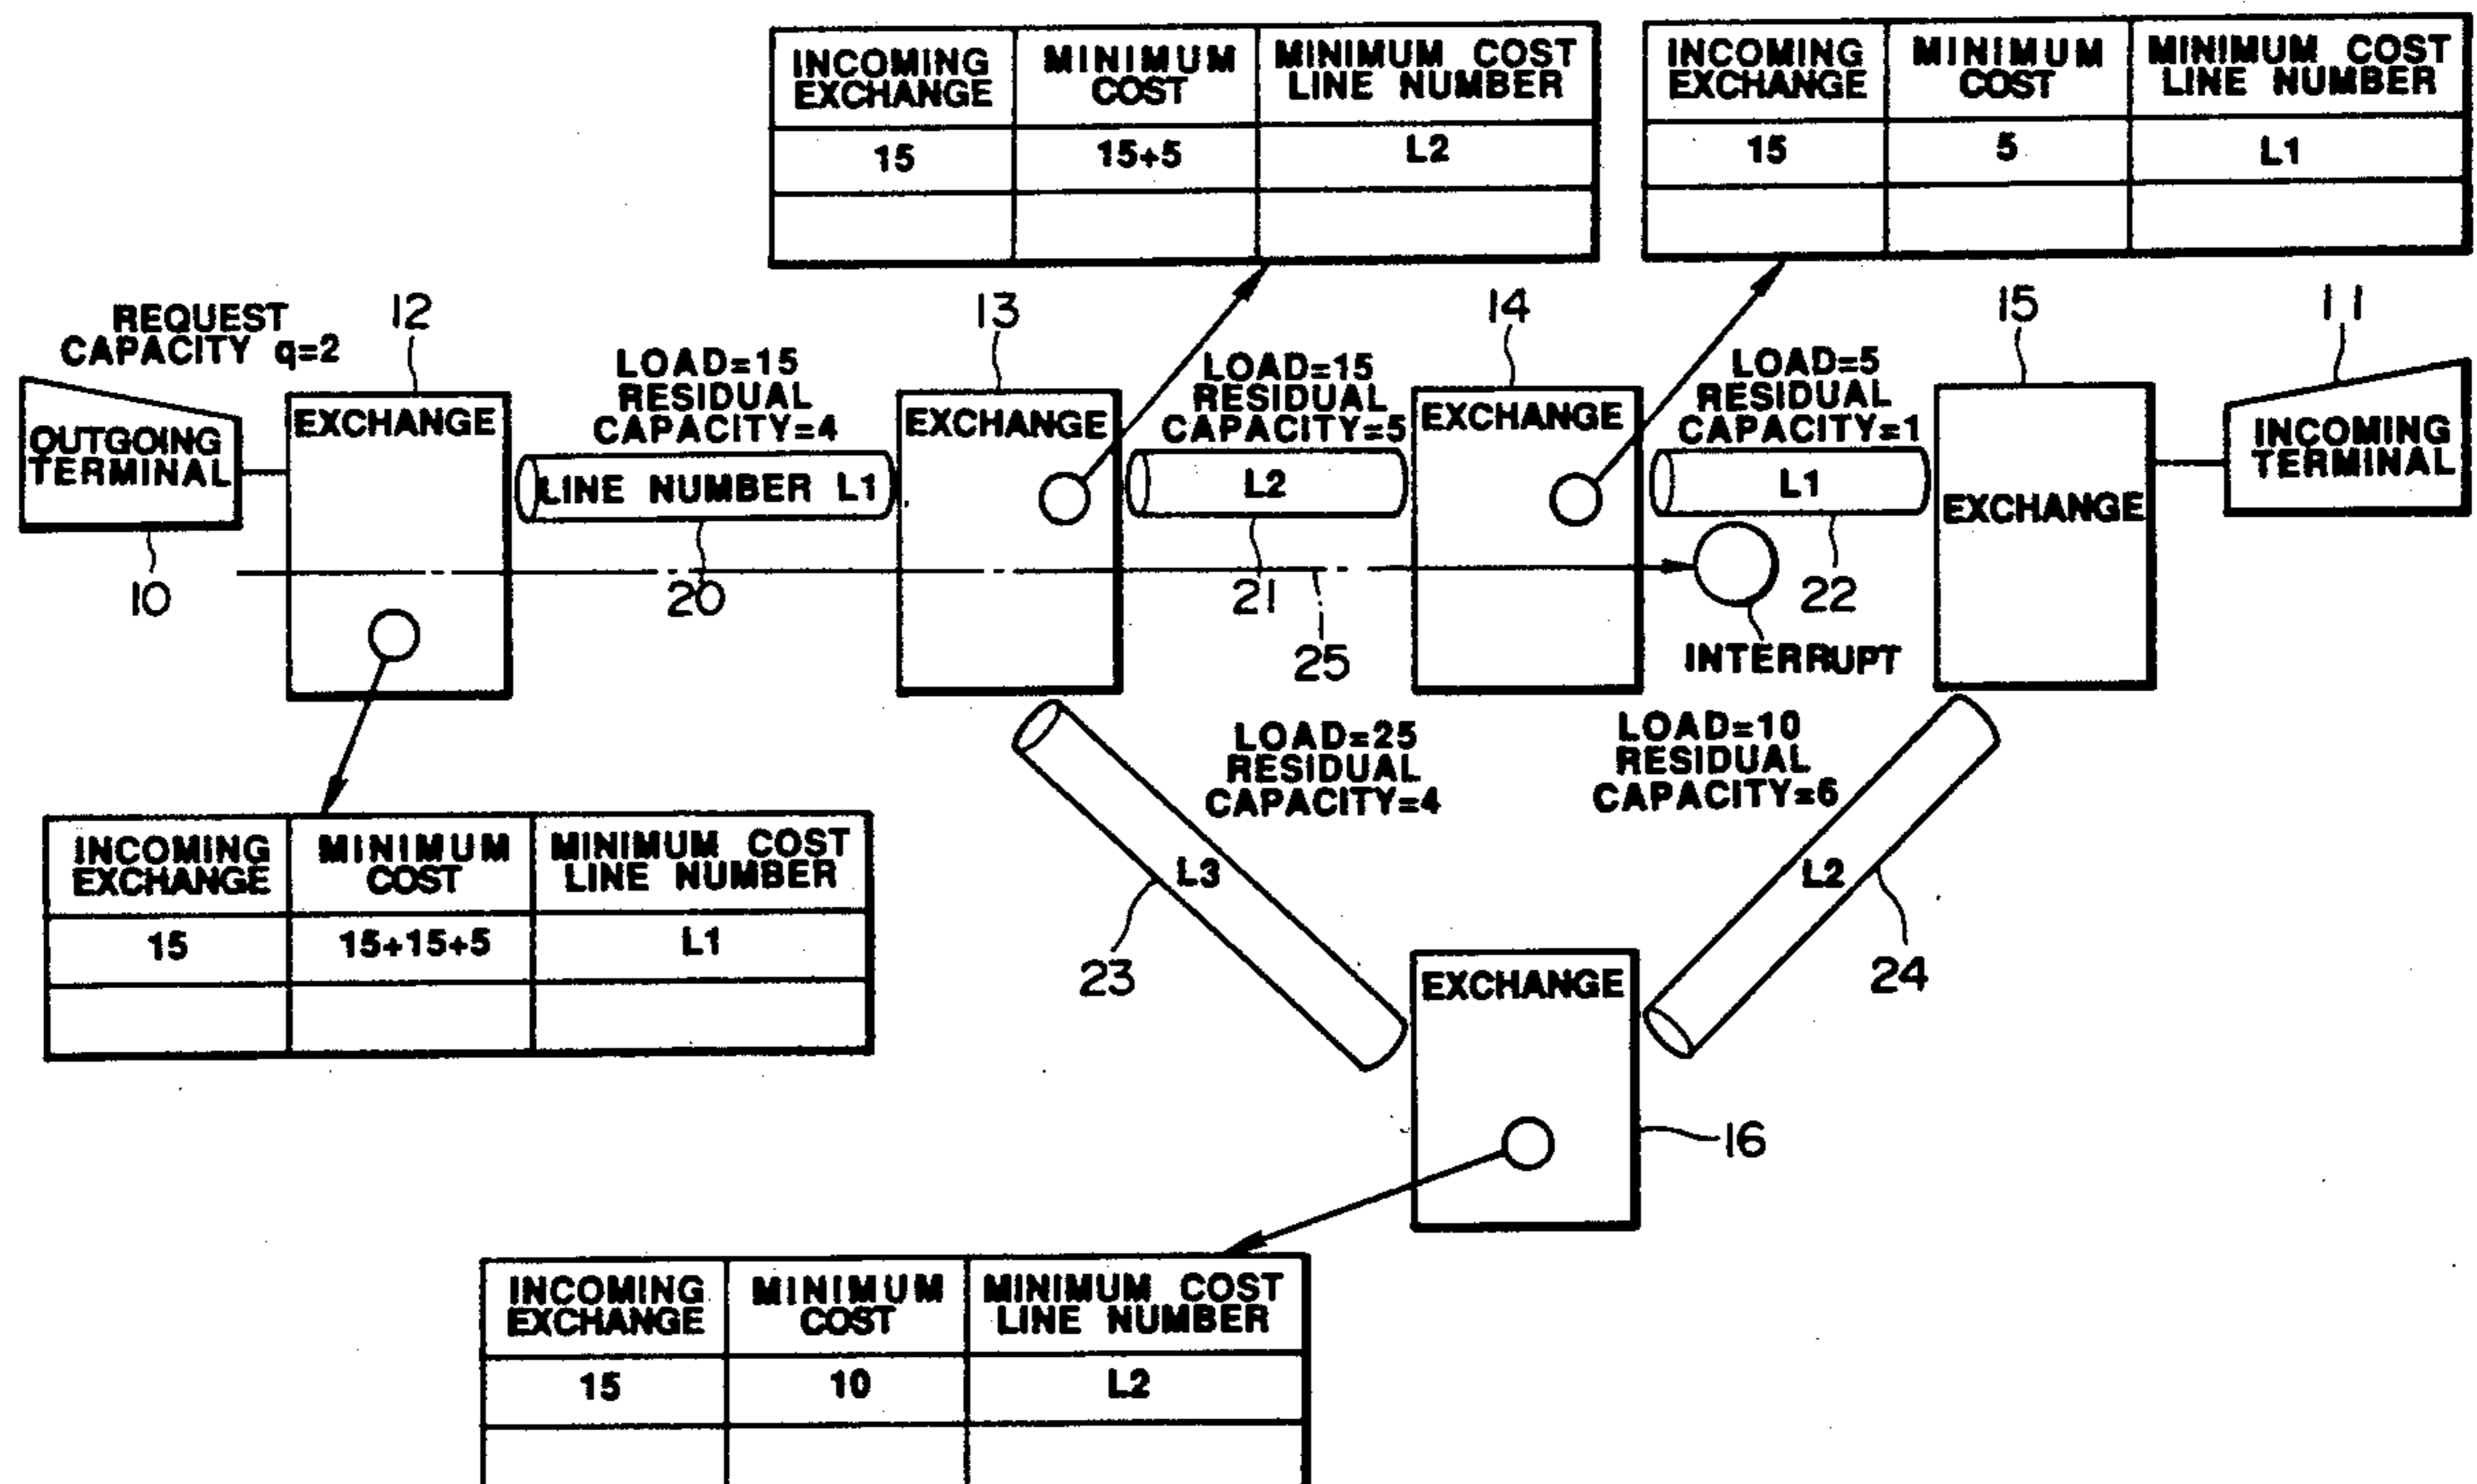 INCOMING EXCHANGE
MINIMUM COST
MINIMUM COST LINE NUMBER
15
15+5
L2
INCOMING EXCHANGE
MINIMUM COST
MINIMUM COST LINE NUMBER
15
5
L1
REQUEST
CAPACITY q=2
12
13
14
15
11
OUTGOING
TERMINAL
10
EXCHANGE
LOAD=15
RESIDUAL
CAPACITY=4
LINE NUMBER L1
20
EXCHANGE
LOAD=15
RESIDUAL
CAPACITY=5
L2
21
25
EXCHANGE
LOAD=5
RESIDUAL
CAPACITY=1
L1
22
INTERRUPT
EXCHANGE
INCOMING
TERMINAL
LOAD=25
RESIDUAL
CAPACITY=4
L3
23
LOAD=10
RESIDUAL
CAPACITY=6
L2
24
INCOMING EXCHANGE
MINIMUM COST
MINIMUM COST LINE NUMBER
15
15+15+5
L1
EXCHANGE
16
INCOMING EXCHANGE
MINIMUM COST
MINIMUM COST LINE NUMBER
15
10
L2